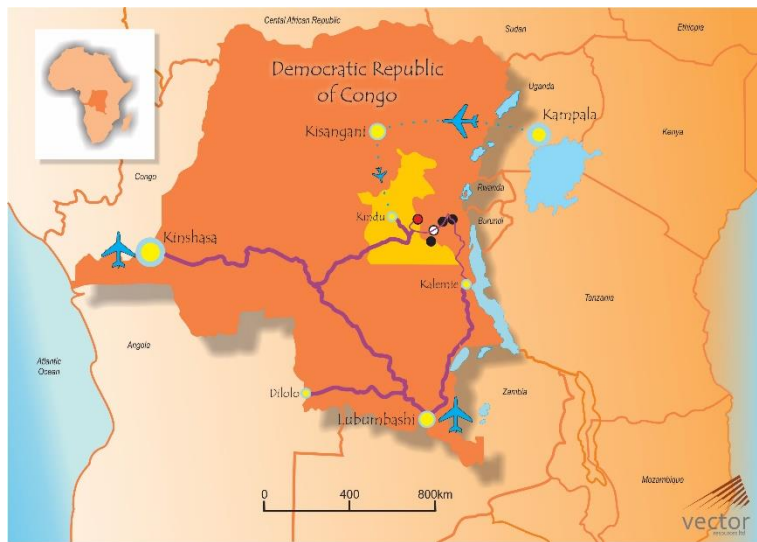 Cental African Republic
Sudan
Ethiopia
Democratic Republic
of Congo
Uganda
Kampala
Kisangani
Kenya
Congo
Rwanda
Kindu
Burundi
Kinshasa
Kalemie
Tanzania
Atlantic
Ocean
Angola
Dilolo
Zambia
Lubumbashi
0 400 800km
Mozambique
vector